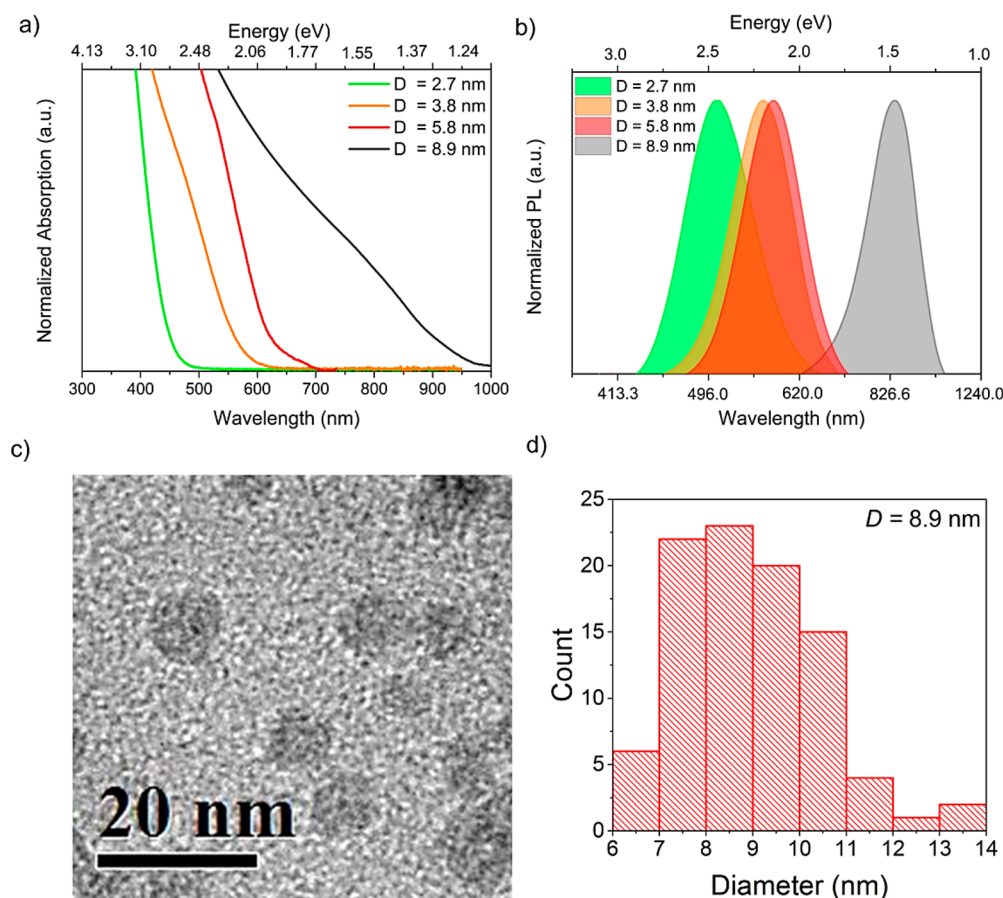 a)
Energy (eV)
4.13 3.10 2.48 2.06 1.77 1.55 1.37 1.24
D = 2.7 nm
D = 3.8 nm
D = 5.8 nm
D = 8.9 nm
Normalized Absorption (a.u.)
300 400 500 600 700 800 900 1000
Wavelength (nm)
b)
Energy (eV)
3.0 2.5 2.0 1.5 1.0
D = 2.7 nm
D = 3.8 nm
D = 5.8 nm
D = 8.9 nm
Normalized PL (a.u.)
413.3 496.0 620.0 826.6 1240.0
Wavelength (nm)
c)
20 nm
d)
D = 8.9 nm
Count
25
20
15
10
5
0
6 7 8 9 10 11 12 13 14
Diameter (nm)